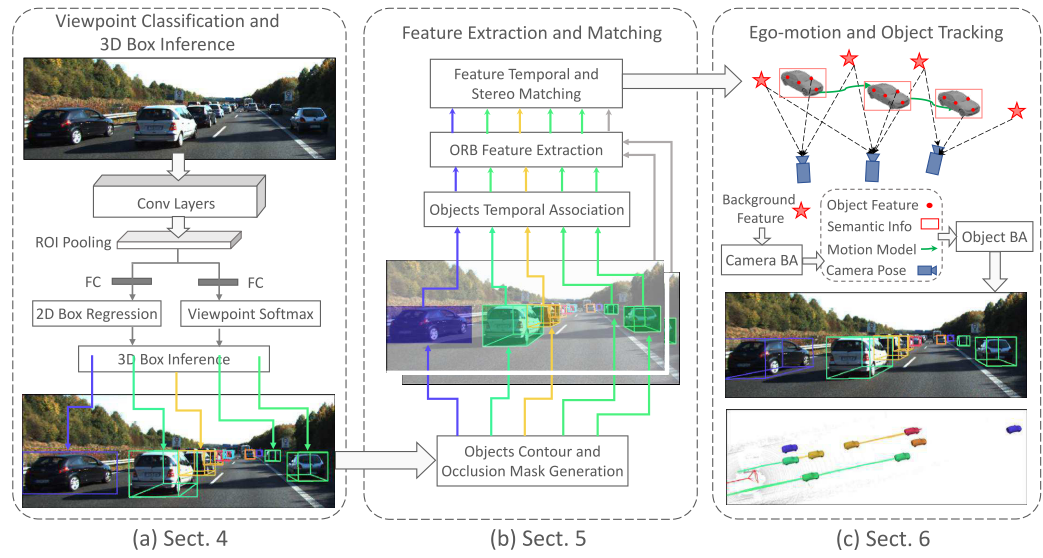 Viewpoint Classification and
3D Box Inference
Conv Layers
ROI Pooling
FC
FC
2D Box Regression
Viewpoint Softmax
3D Box Inference
(a) Sect. 4
Feature Extraction and Matching
Feature Temporal and
Stereo Matching
ORB Feature Extraction
Objects Temporal Association
Objects Contour and
Occlusion Mask Generation
(b) Sect. 5
Ego-motion and Object Tracking
Background
Feature
Camera BA
Object Feature
Semantic Info
Motion Model
Camera Pose
Object BA
(c) Sect. 6